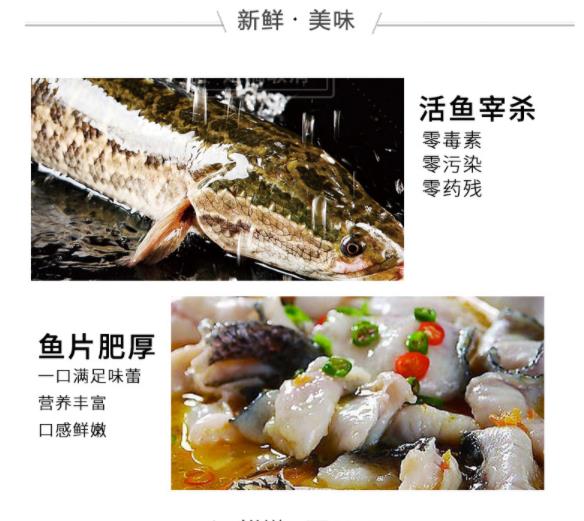 新鲜·美味
活鱼宰杀
零毒素
零污染
零药残
鱼片肥厚
一口满足味蕾
营养丰富
口感鲜嫩